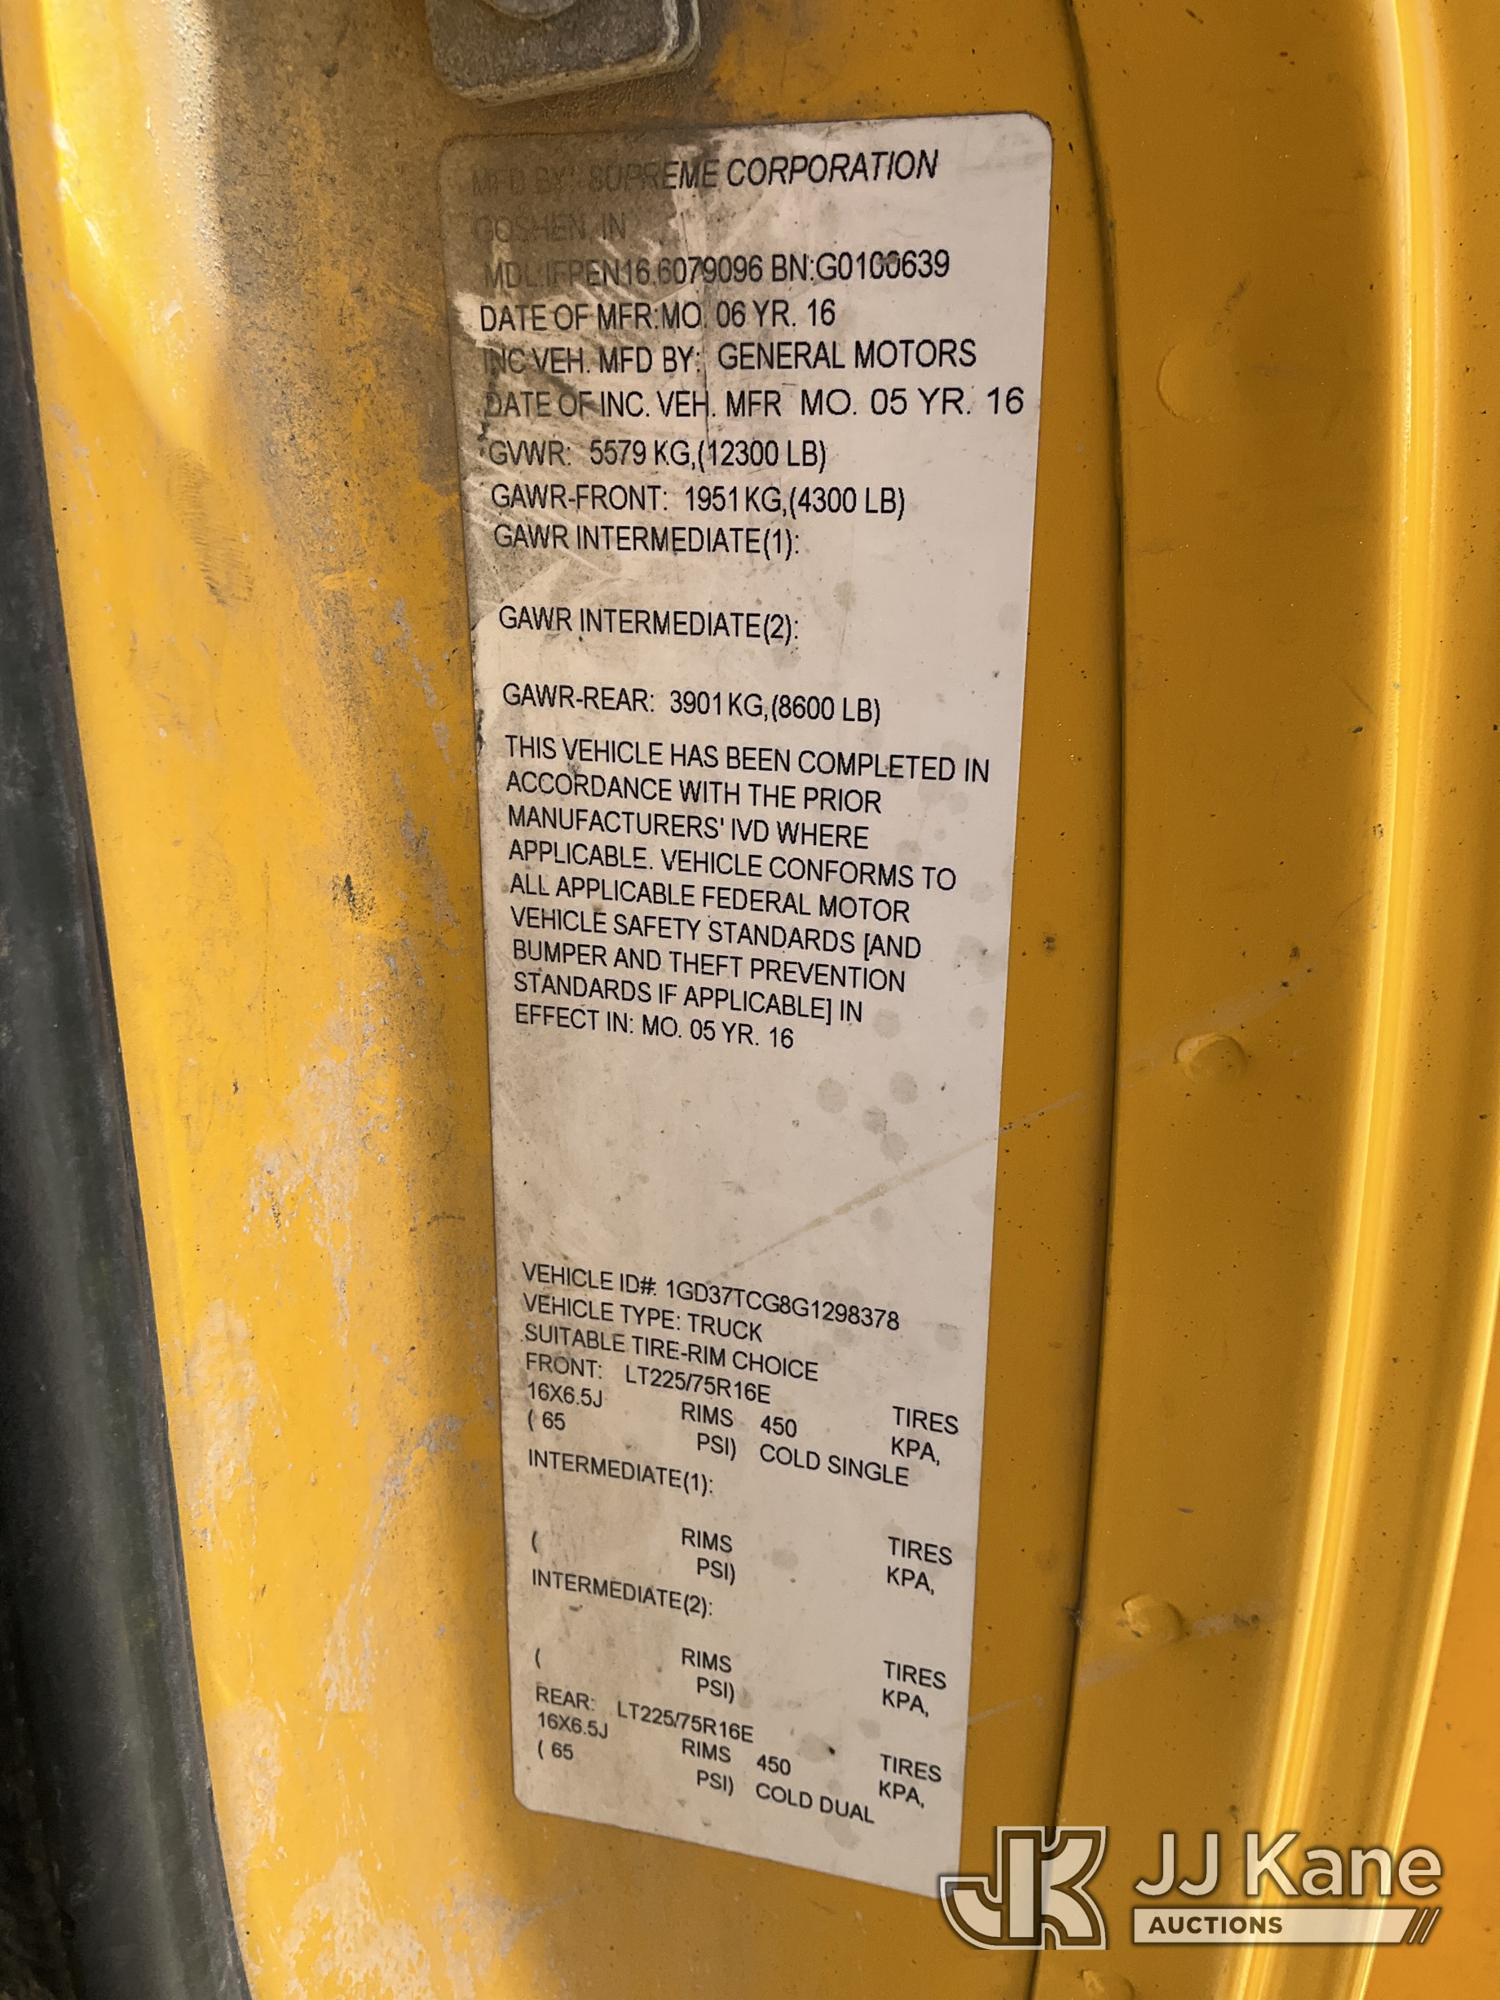 MFD BY: SUPREME CORPORATION
GOSHEN, IN
MDL:IFPEN16.6079096 BN:G0100639
DATE OF MFR:MO. 06 YR. 16
INC VEH. MFD BY: GENERAL MOTORS
DATE OF INC. VEH. MFR MO. 05 YR. 16
GVWR: 5579 KG,(12300 LB)
GAWR-FRONT: 1951 KG,(4300 LB)
GAWR INTERMEDIATE(1):
GAWR INTERMEDIATE(2):
GAWR-REAR: 3901 KG,(8600 LB)
THIS VEHICLE HAS BEEN COMPLETED IN
ACCORDANCE WITH THE PRIOR
MANUFACTURERS' IVD WHERE
APPLICABLE. VEHICLE CONFORMS TO
ALL APPLICABLE FEDERAL MOTOR
VEHICLE SAFETY STANDARDS [AND
BUMPER AND THEFT PREVENTION
STANDARDS IF APPLICABLE] IN
EFFECT IN: MO. 05 YR. 16
VEHICLE ID#: 1GD37TCG8G1298378
VEHICLE TYPE: TRUCK
SUITABLE TIRE-RIM CHOICE
FRONT: LT225/75R16E TIRES
16X6.5J RIMS 450 KPA,
( 65 PSI) COLD SINGLE
INTERMEDIATE(1):
TIRES
RIMS KPA,
( PSI)
INTERMEDIATE(2):
TIRES
RIMS KPA,
( PSI)
REAR: LT225/75R16E TIRES
16X6.5J RIMS 450 KPA,
( 65 PSI) COLD DUAL
JK JJ Kane
AUCTIONS